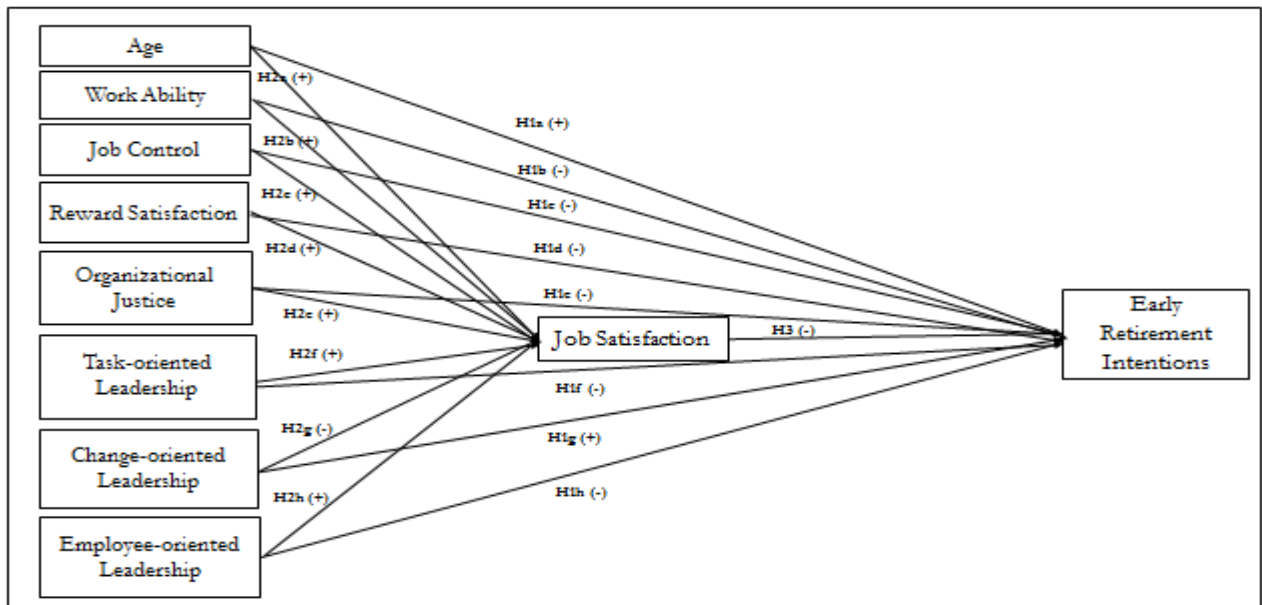 Age
Work Ability
Job Control
Reward Satisfaction
Organizational
Justice
Task-oriented
Leadership
Change-oriented
Leadership
Employee-oriented
Leadership
H2a (+)
H2b (+)
H2c (+)
H2d (+)
H2e (+)
H2f (+)
H2g (-)
H2h (+)
Job Satisfaction
H1a (+)
H1b (-)
H1c (-)
H1d (-)
H1e (-)
H3 (-)
H1f (-)
H1g (+)
H1h (-)
Early
Retirement
Intentions